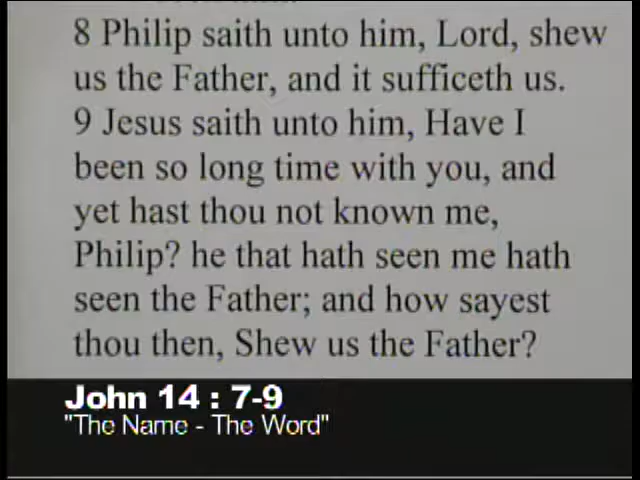 8 Philip saith unto him, Lord, shew
us the Father, and it sufficeth us.
9 Jesus saith unto him, Have I
been so long time with you, and
yet hast thou not known me,
Philip? he that hath seen me hath
seen the Father; and how sayest
thou then, Shew us the Father?
John 14 : 7-9
"The Name - The Word"